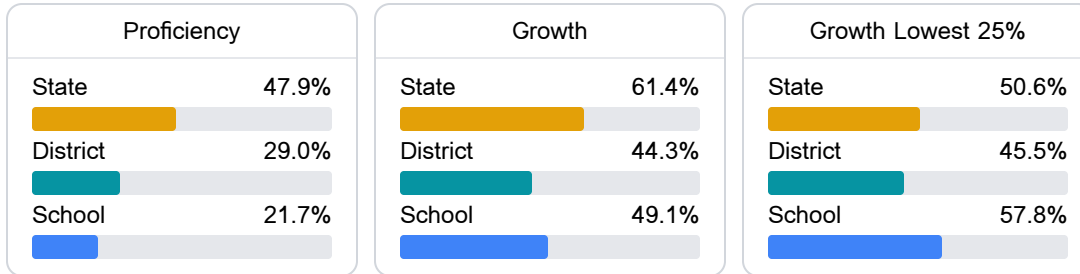 Proficiency
State 47.9%
District 29.0%
School 21.7%
Growth
State 61.4%
District 44.3%
School 49.1%
Growth Lowest 25%
State 50.6%
District 45.5%
School 57.8%